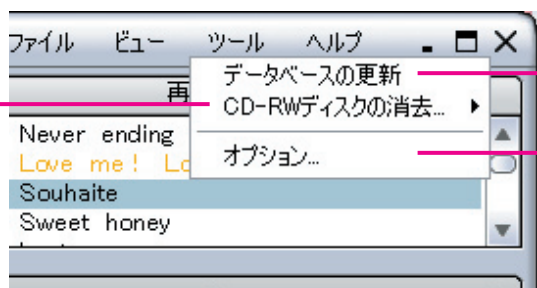 ファイル ビュー ツール ヘルプ
データベースの更新
再
CD-RWディスクの消去...
Never ending
オプション...
Love me! Lo
Souhaite
Sweet honey